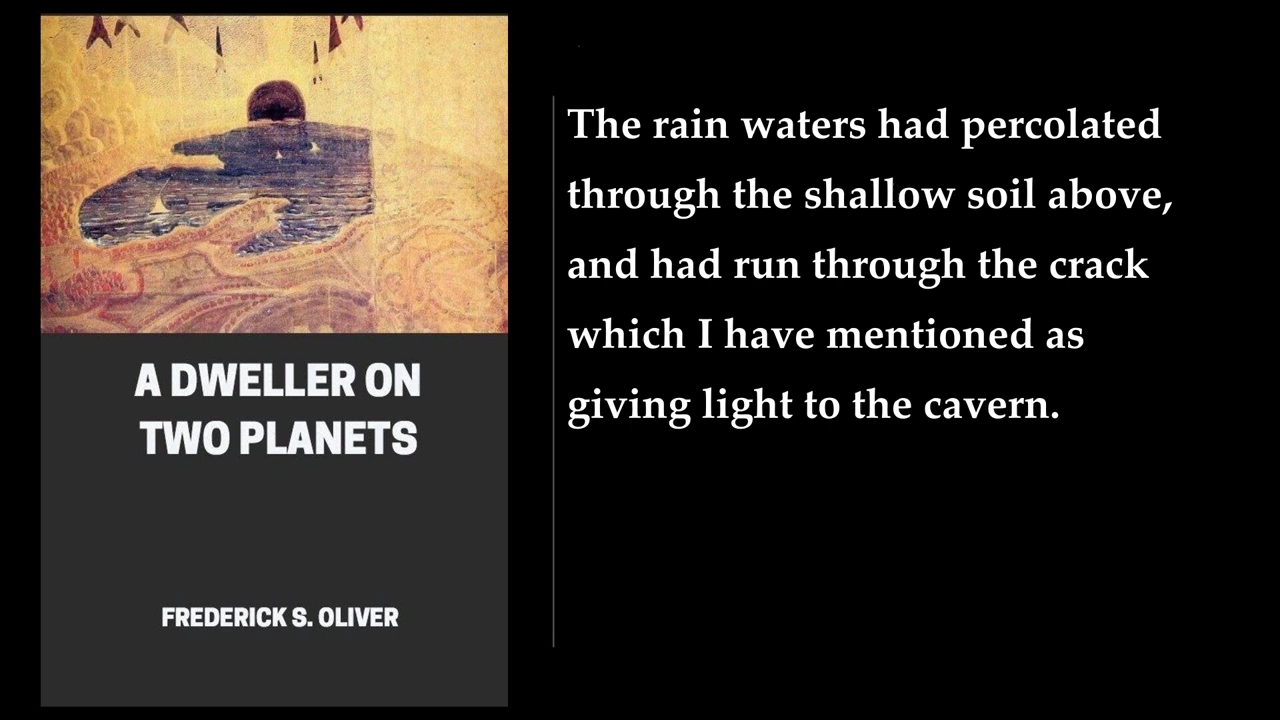 A DWELLER ON
TWO PLANETS
FREDERICK S. OLIVER
The rain waters had percolated
through the shallow soil above,
and had run through the crack
which I have mentioned as
giving light to the cavern.